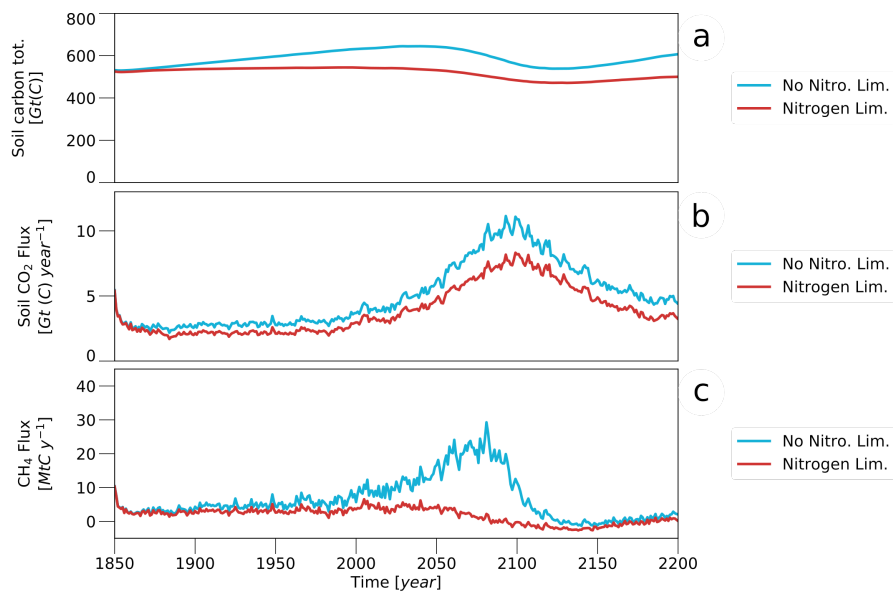 800
600
400
200
0
Soil carbon tot.
[Gt(C)]
a
No Nitro. Lim.
Nitrogen Lim.
10
5
0
Soil CO₂ Flux
[Gt (C) year⁻¹]
b
No Nitro. Lim.
Nitrogen Lim.
40
30
20
10
0
CH₄ Flux
[MtC y⁻¹]
c
No Nitro. Lim.
Nitrogen Lim.
1850 1900 1950 2000 2050 2100 2150 2200
Time [year]